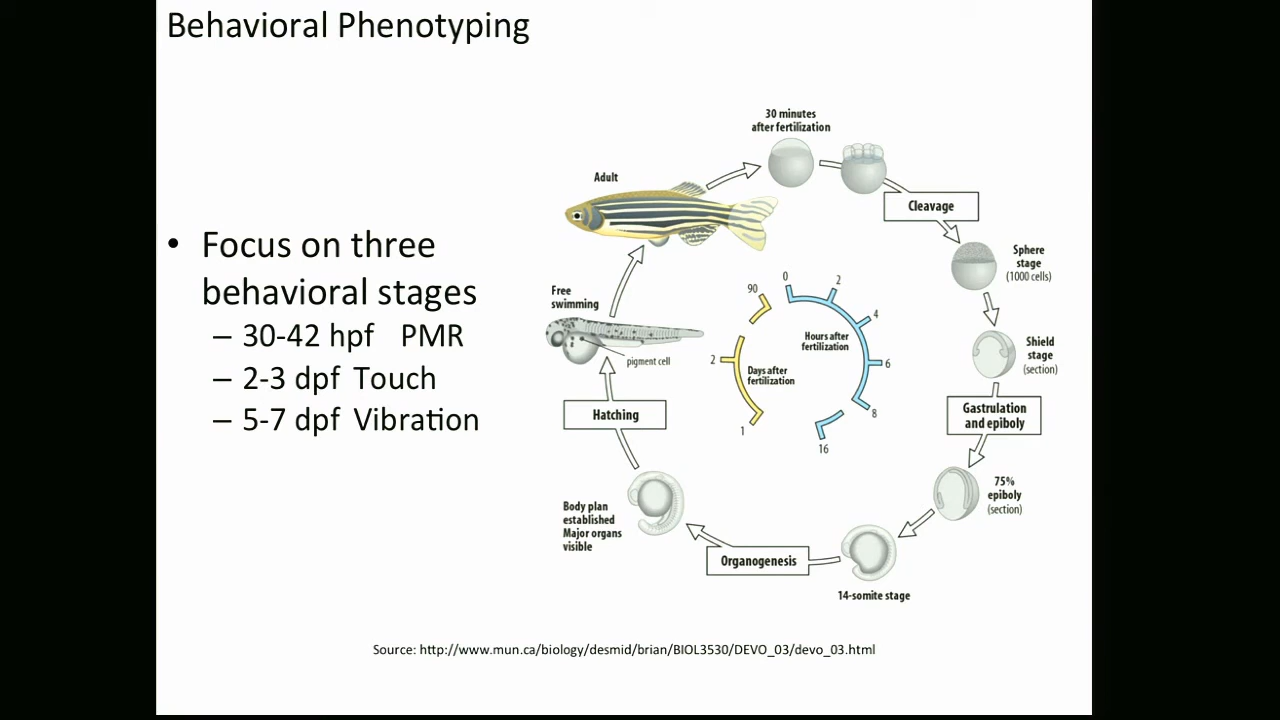 Behavioral Phenotyping
• Focus on three
behavioral stages
– 30-42 hpf PMR
– 2-3 dpf Touch
– 5-7 dpf Vibration
30 minutes
after fertilization
Adult
Cleavage
Sphere
stage
(1000 cells)
Free
swimming
pigment cell
90
0
2
4
6
8
16
Hours after
fertilization
2
1
Days after
fertilization
Shield
stage
(section)
Hatching
Gastrulation
and epiboly
75%
epiboly
(section)
Body plan
established
Major organs
visible
Organogenesis
14-somite stage
Source: http://www.mun.ca/biology/desmid/brian/BIOL3530/DEVO_03/devo_03.html